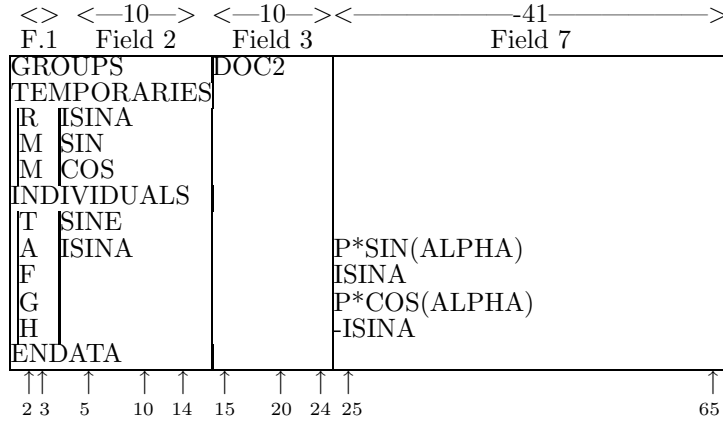 <> <—10—> <—10—> <——————-41——————>
F.1 Field 2 Field 3 Field 7
GROUPS DOC2
TEMPORARIES
R ISINA
M SIN
M COS
INDIVIDUALS
T SINE
A ISINA P*SIN(ALPHA)
F ISINA
G P*COS(ALPHA)
H -ISINA
ENDATA
↑↑ ↑ ↑ ↑ ↑ ↑ ↑ ↑ ↑
2 3 5 10 14 15 20 24 25 65